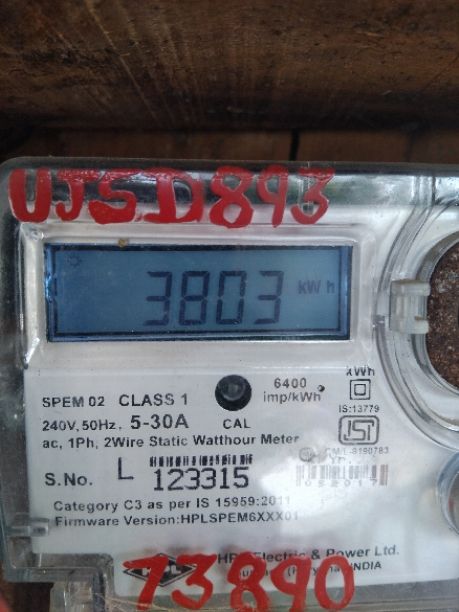 UJSD893
3803 kWh
SPEM 02 CLASS 1
6400 imp/kWh
kWh
IS:13779
240V,50Hz, 5-30A CAL
ac, 1Ph, 2Wire Static Watthour Meter
ISI
S.No. L 123315
052017
Category C3 as per IS 15959:2011
Firmware Version:HPLSPEM6XXX01
Electric & Power Ltd.
INDIA
73890